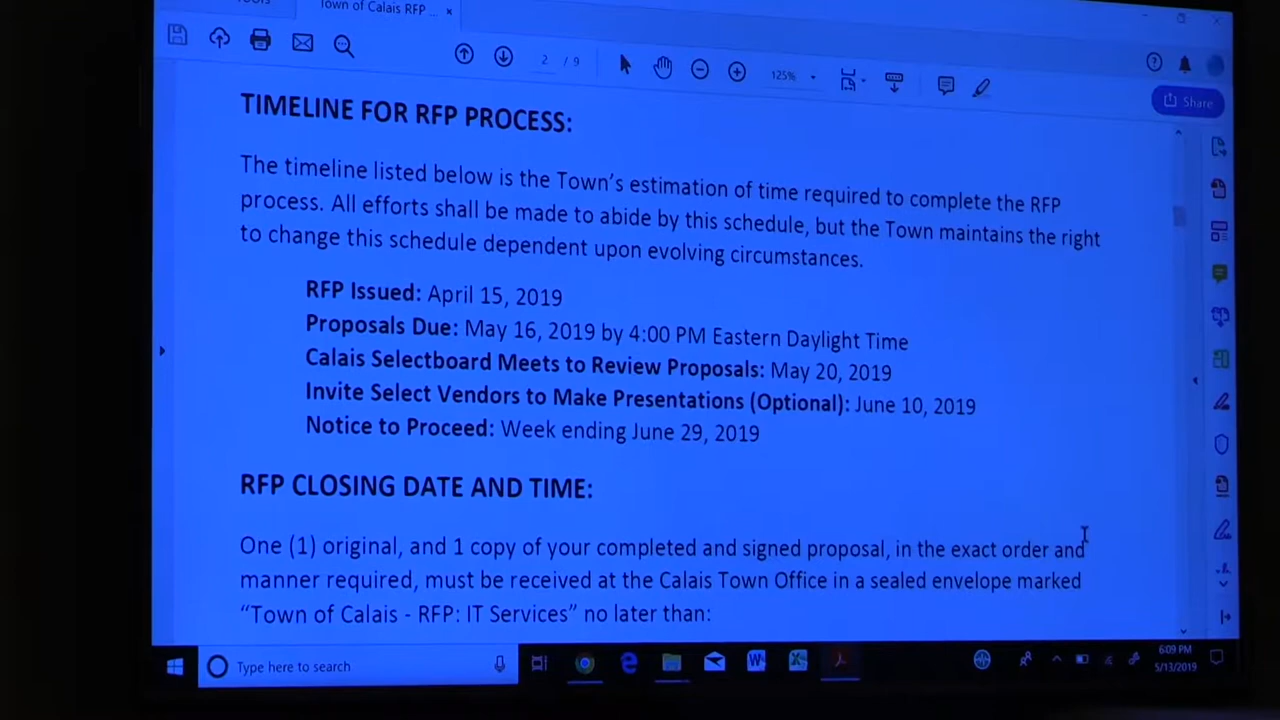 Town of Calais RFP ... ×
2 / 9
125%
Share
TIMELINE FOR RFP PROCESS:
The timeline listed below is the Town's estimation of time required to complete the RFP
process. All efforts shall be made to abide by this schedule, but the Town maintains the right
to change this schedule dependent upon evolving circumstances.
RFP Issued: April 15, 2019
Proposals Due: May 16, 2019 by 4:00 PM Eastern Daylight Time
Calais Selectboard Meets to Review Proposals: May 20, 2019
Invite Select Vendors to Make Presentations (Optional): June 10, 2019
Notice to Proceed: Week ending June 29, 2019
RFP CLOSING DATE AND TIME:
One (1) original, and 1 copy of your completed and signed proposal, in the exact order and
manner required, must be received at the Calais Town Office in a sealed envelope marked
“Town of Calais - RFP: IT Services” no later than:
Type here to search
6:09 PM
5/13/2019